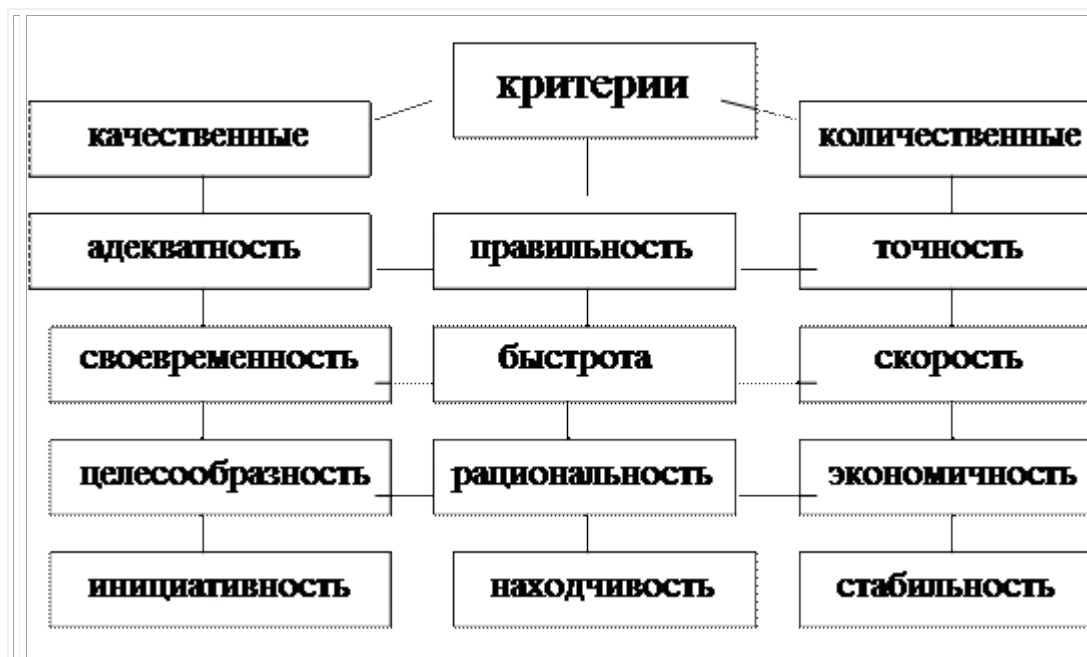 критерии
качественные
количественные
адекватность
правильность
точность
своевременность
быстрота
скорость
целесообразность
рациональность
экономичность
инициативность
находчивость
стабильность